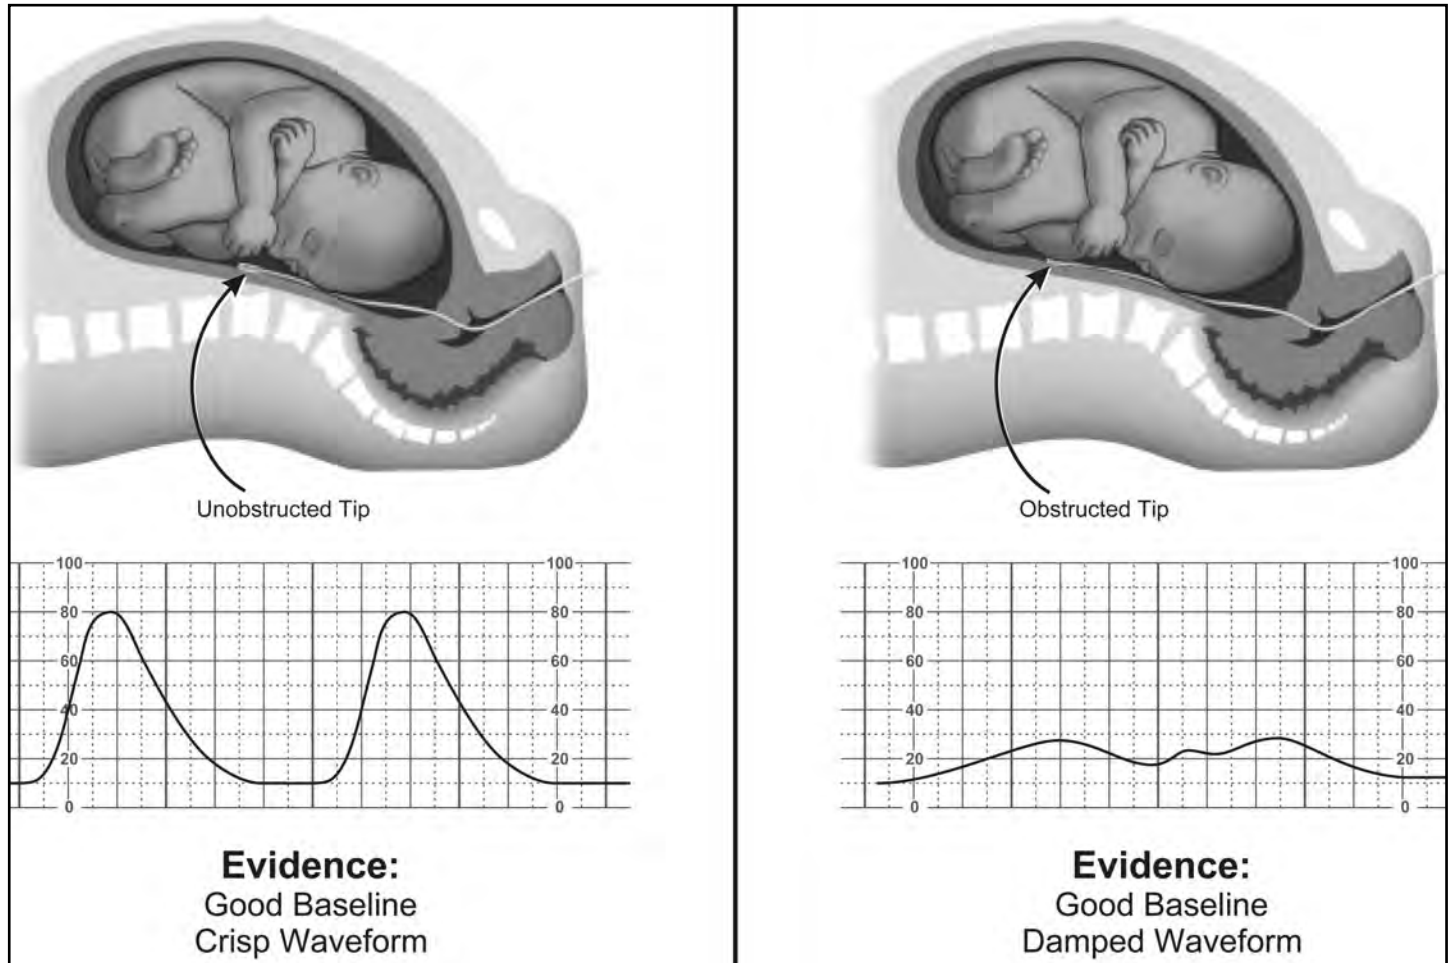 Unobstructed Tip
100 100
80 80
60 60
40 40
20 20
0 0
Evidence:
Good Baseline
Crisp Waveform
Obstructed Tip
100 100
80 80
60 60
40 40
20 20
0 0
Evidence:
Good Baseline
Damped Waveform